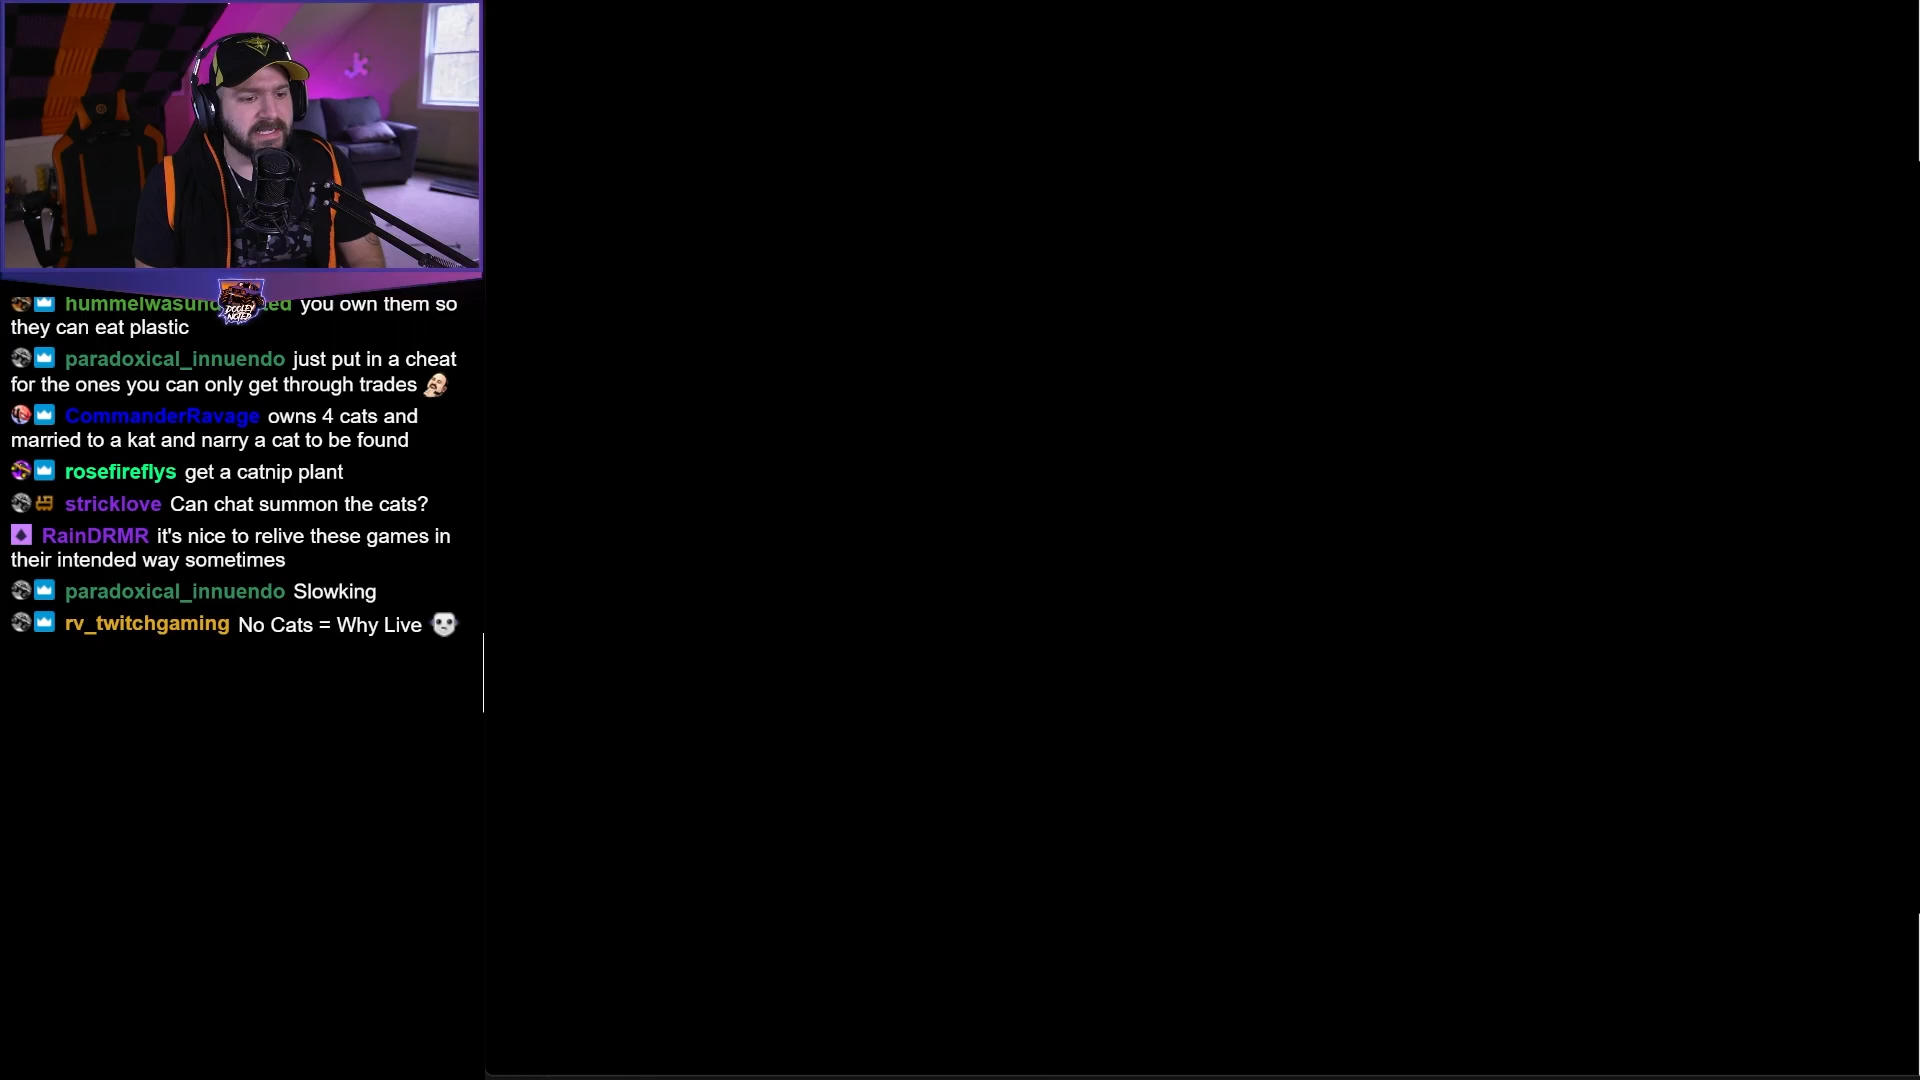 DOOLEY
NOTED
you own them so
they can eat plastic
paradoxical_innuendo just put in a cheat
for the ones you can only get through trades
CommanderRavage owns 4 cats and
married to a kat and narry a cat to be found
rosefireflys get a catnip plant
stricklove Can chat summon the cats?
RainDRMR it's nice to relive these games in
their intended way sometimes
paradoxical_innuendo Slowking
rv_twitchgaming No Cats = Why Live